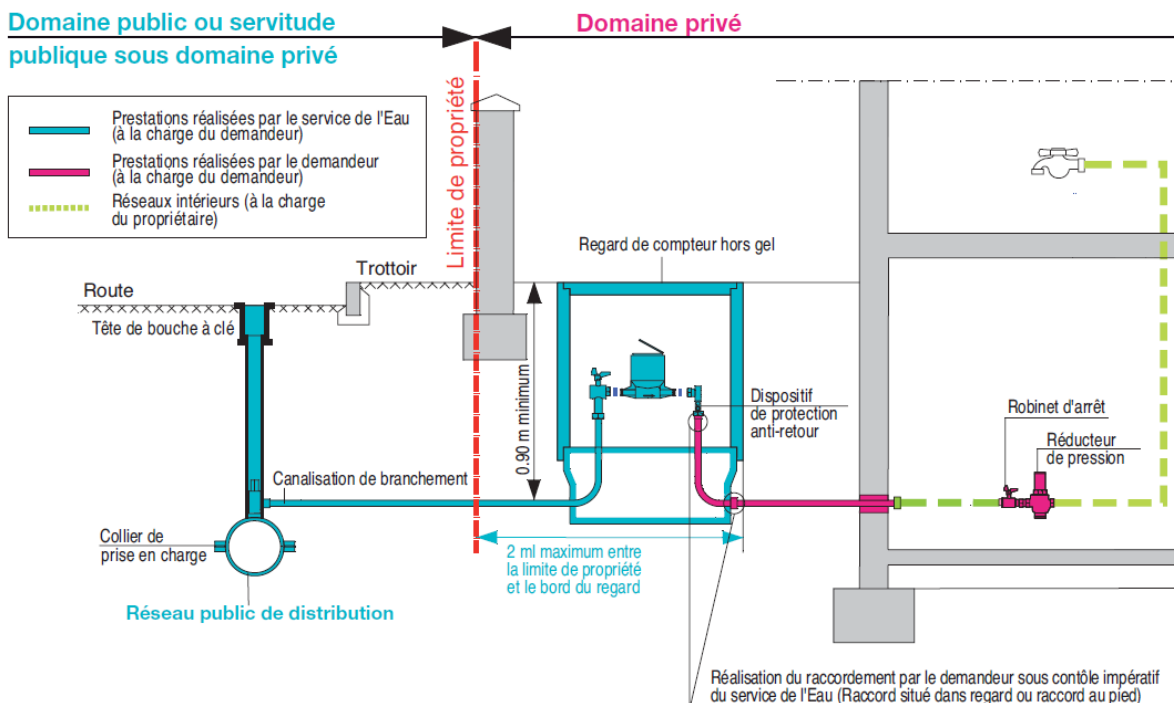 Domaine public ou servitude
publique sous domaine privé
Domaine privé
Prestations réalisées par le service de l'Eau
(à la charge du demandeur)
Prestations réalisées par le demandeur
(à la charge du demandeur)
Réseaux intérieurs (à la charge
du propriétaire)
Limite de propriété
Regard de compteur hors gel
Trottoir
Route
Tête de bouche à clé
0.90 m minimum
Dispositif
de protection
anti-retour
Robinet d'arrêt
Réducteur
de pression
Canalisation de branchement
Collier de
prise en charge
2 ml maximum entre
la limite de propriété
et le bord du regard
Réseau public de distribution
Réalisation du raccordement par le demandeur sous contôle impératif
du service de l'Eau (Raccord situé dans regard ou raccord au pied)